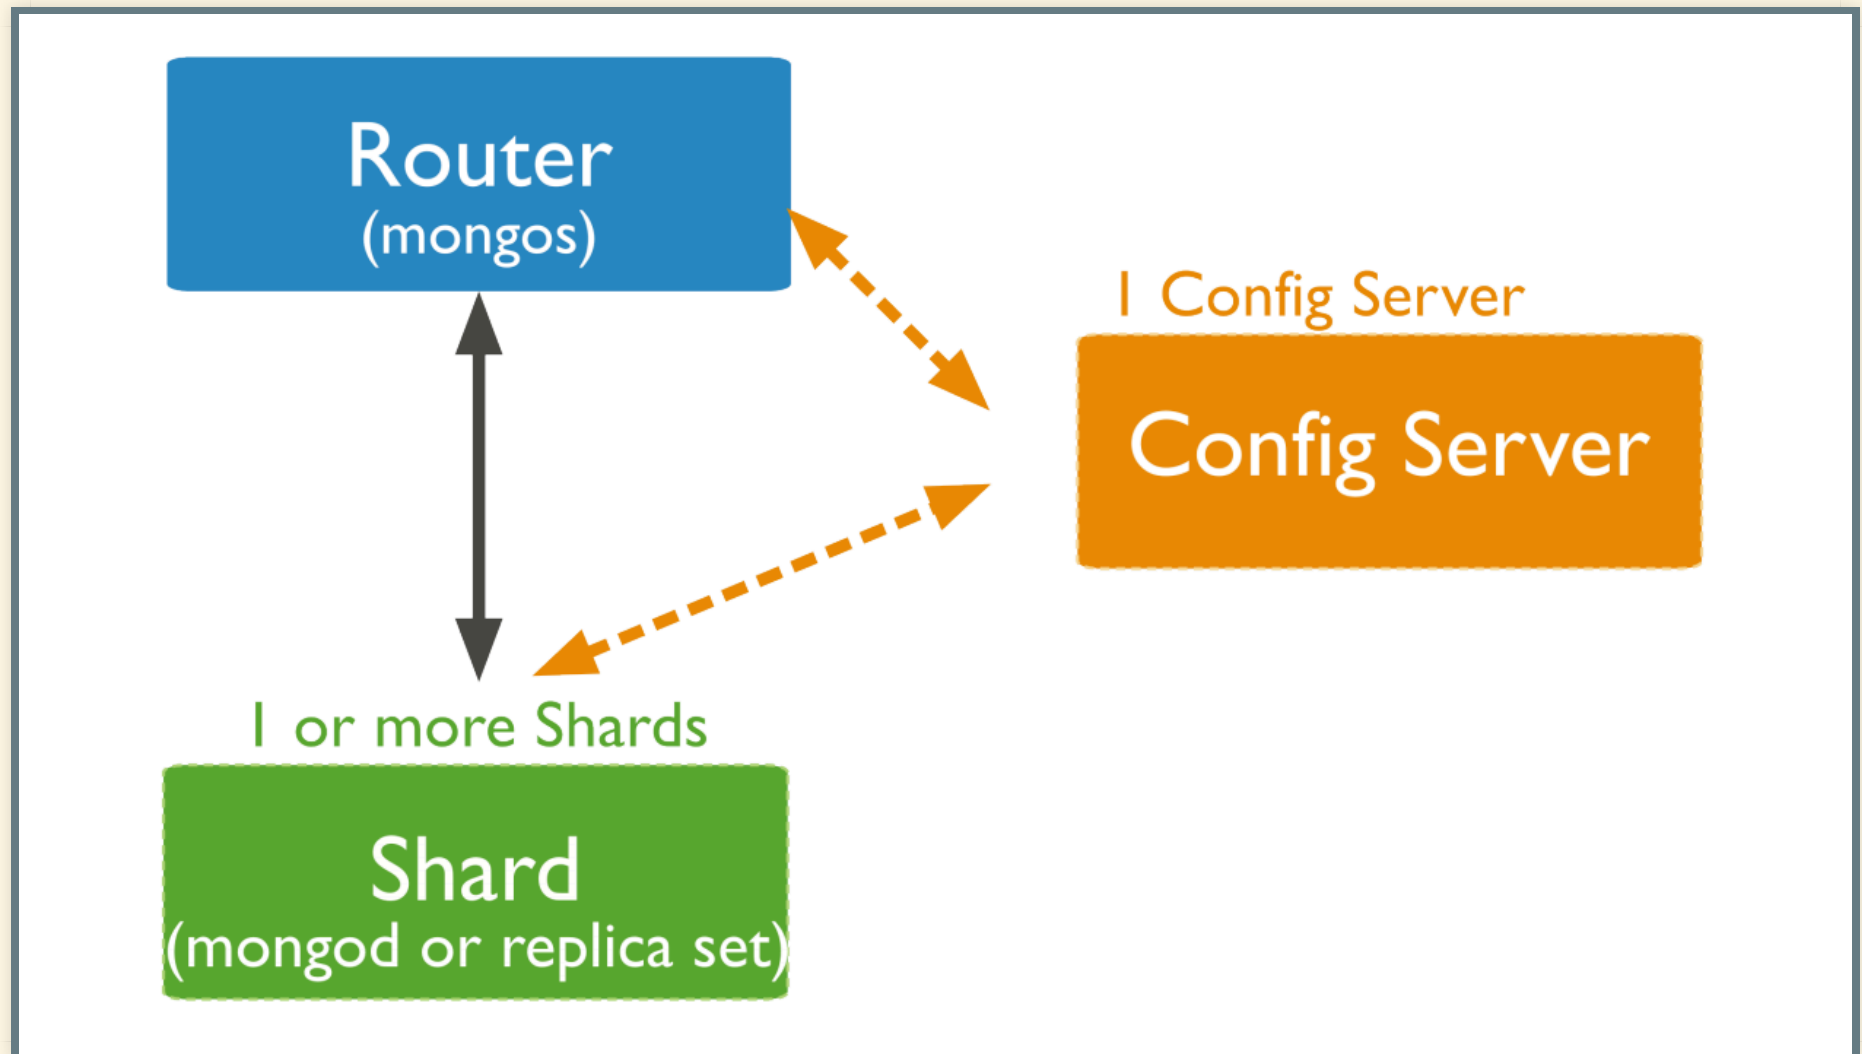 Router
(mongos)
1 Config Server
Config Server
1 or more Shards
Shard
(mongod or replica set)